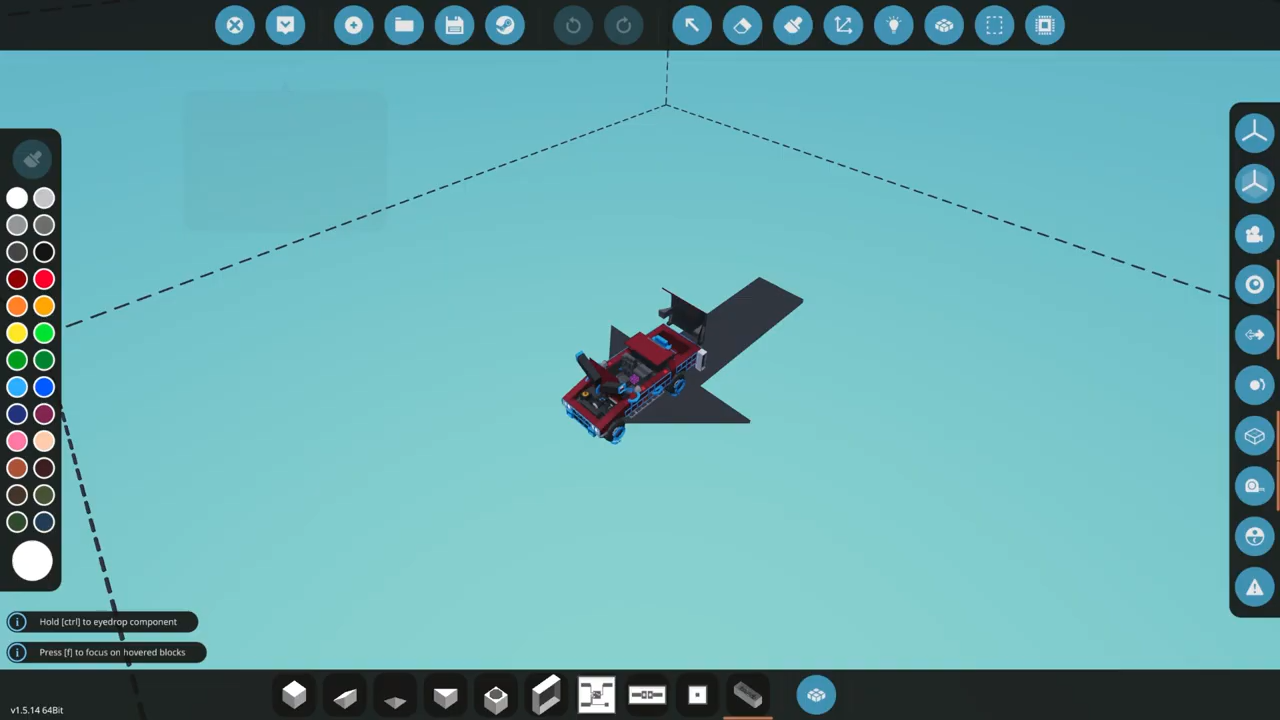 Hold [ctrl] to eyedrop component
Press [f] to focus on hovered blocks
v1.5.14 64Bit